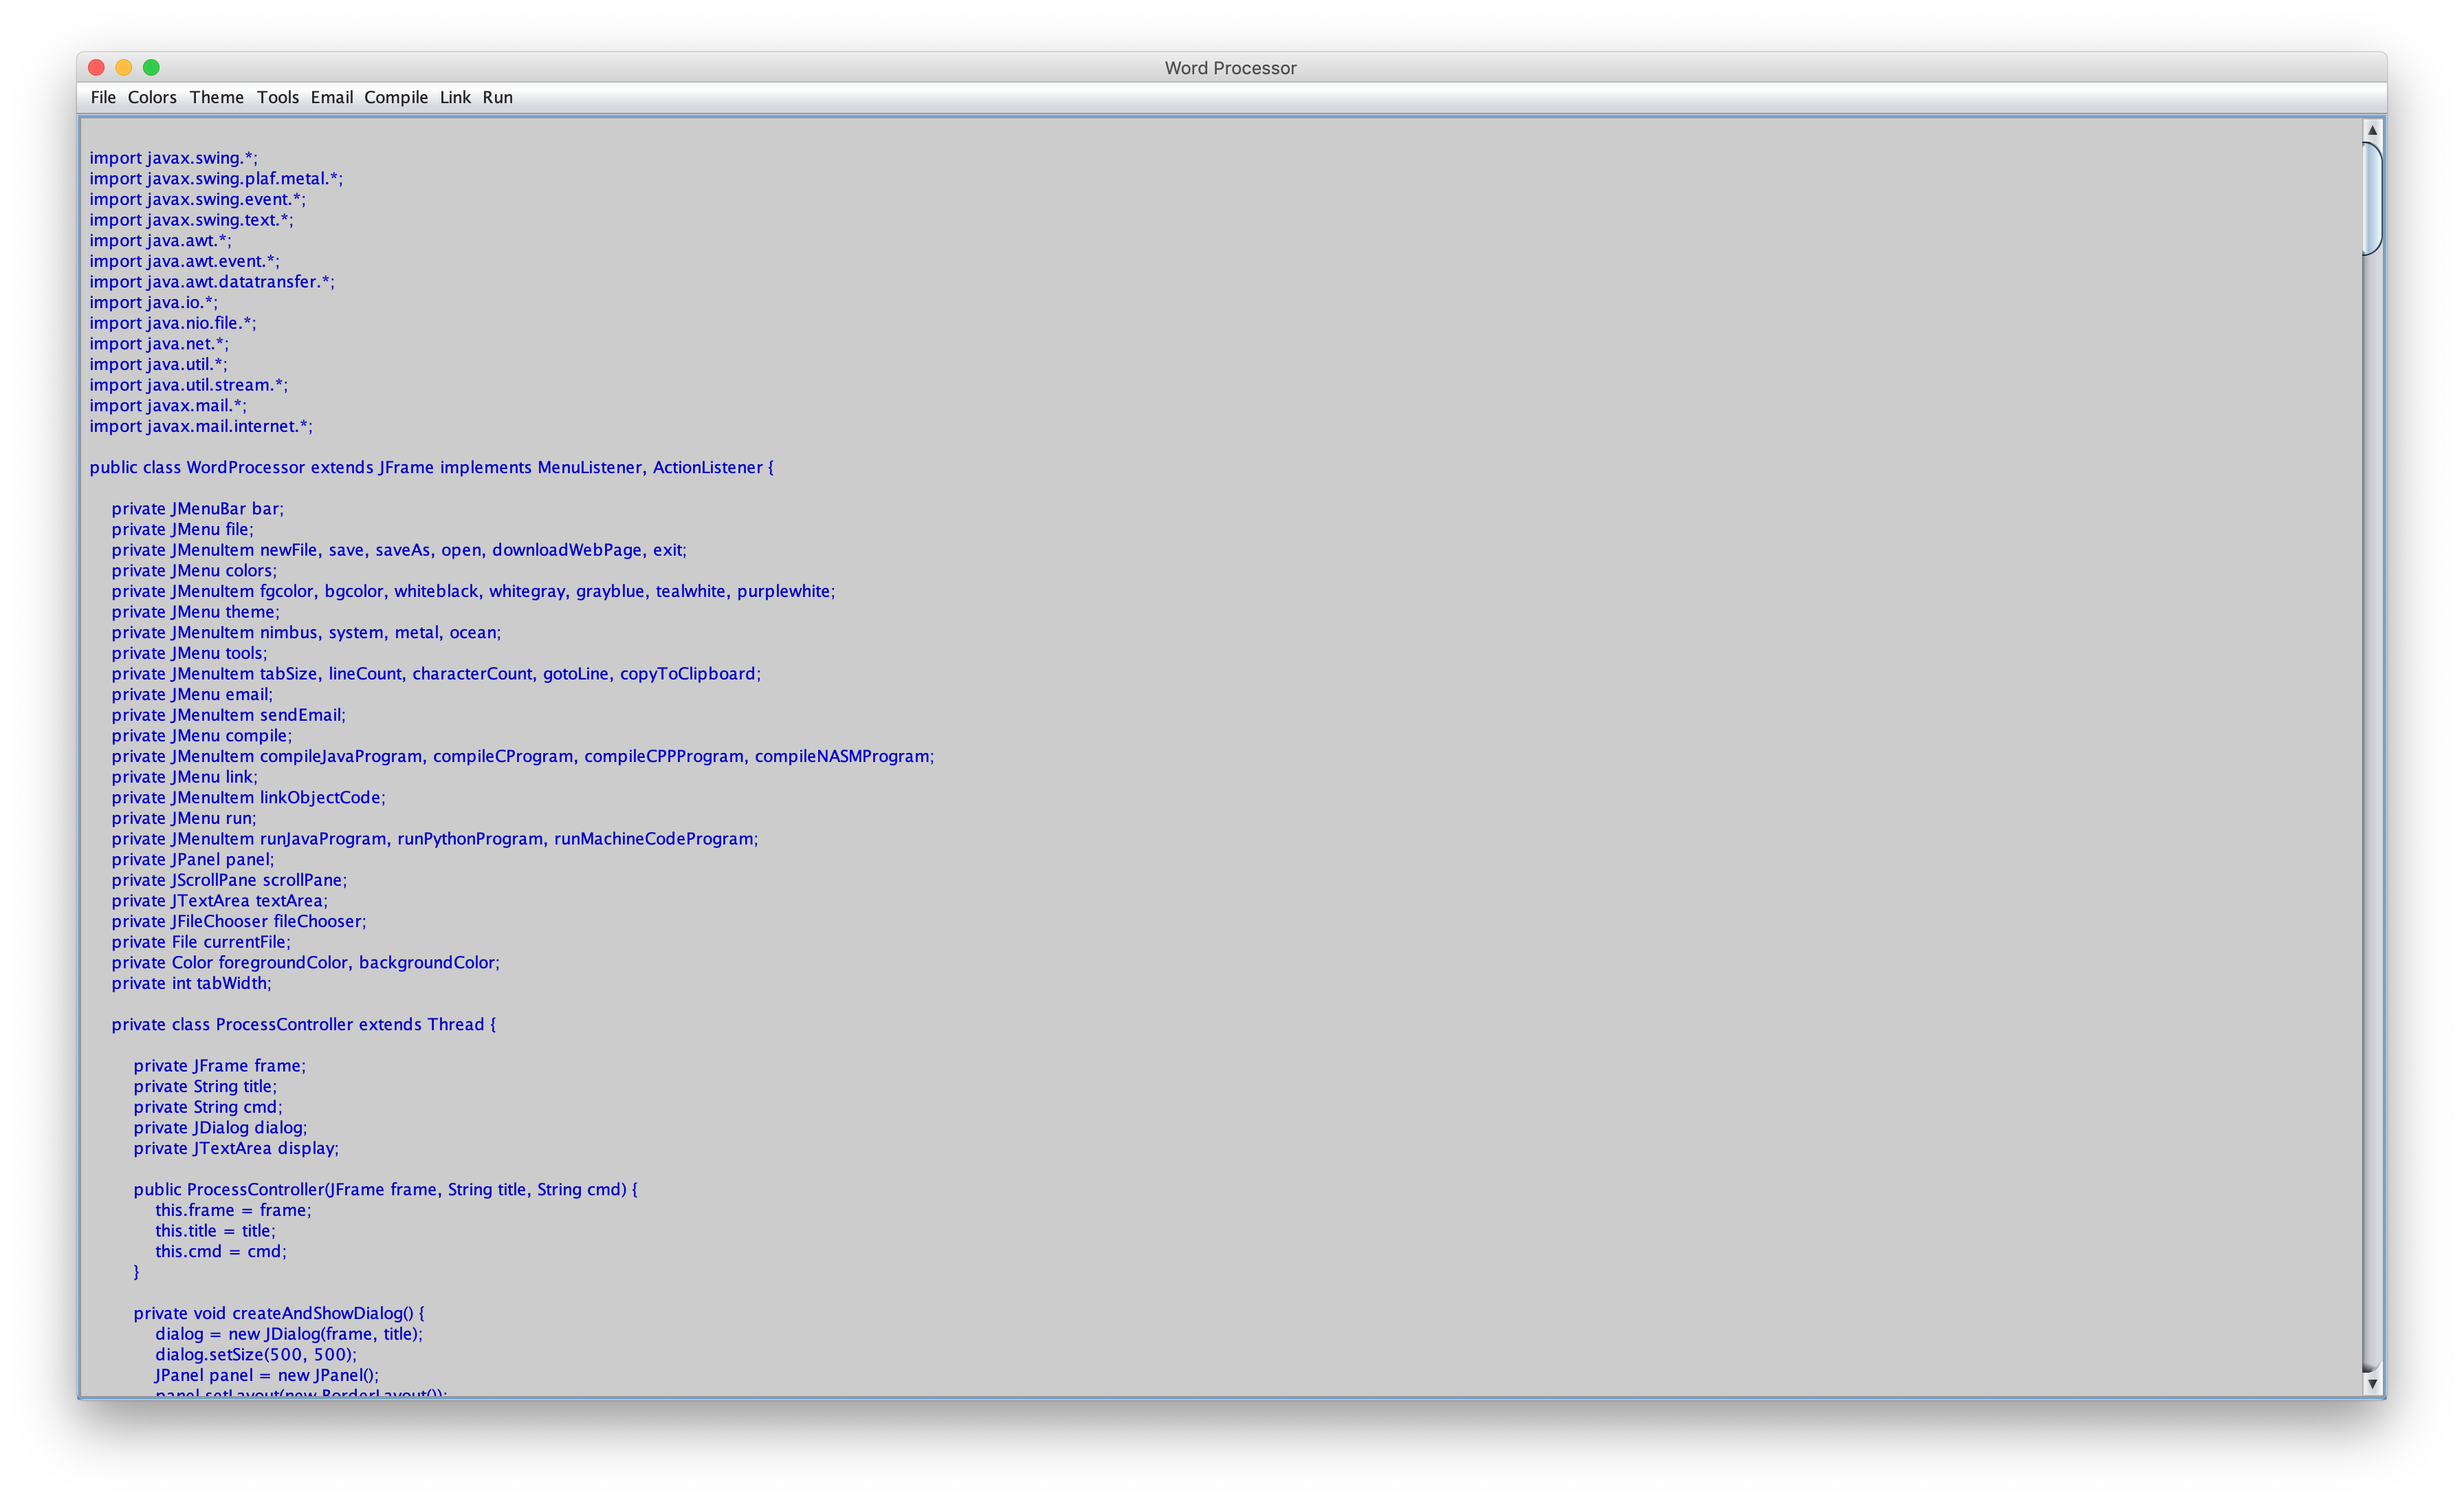 Word Processor
File Colors Theme Tools Email Compile Link Run
import javax.swing.*;
import javax.swing.plaf.metal.*;
import javax.swing.event.*;
import javax.swing.text.*;
import java.awt.*;
import java.awt.event.*;
import java.awt.datatransfer.*;
import java.io.*;
import java.nio.file.*;
import java.net.*;
import java.util.*;
import java.util.stream.*;
import javax.mail.*;
import javax.mail.internet.*;
public class WordProcessor extends JFrame implements MenuListener, ActionListener {
private JMenuBar bar;
private JMenu file;
private JMenuItem newFile, save, saveAs, open, downloadWebPage, exit;
private JMenu colors;
private JMenuItem fgcolor, bgcolor, whiteblack, whitegray, grayblue, tealwhite, purplewhite;
private JMenu theme;
private JMenuItem nimbus, system, metal, ocean;
private JMenu tools;
private JMenuItem tabSize, lineCount, characterCount, gotoLine, copyToClipboard;
private JMenu email;
private JMenuItem sendEmail;
private JMenu compile;
private JMenuItem compileJavaProgram, compileCProgram, compileCPPProgram, compileNASMProgram;
private JMenu link;
private JMenuItem linkObjectCode;
private JMenu run;
private JMenuItem runJavaProgram, runPythonProgram, runMachineCodeProgram;
private JPanel panel;
private JScrollPane scrollPane;
private JTextArea textArea;
private JFileChooser fileChooser;
private File currentFile;
private Color foregroundColor, backgroundColor;
private int tabWidth;
private class ProcessController extends Thread {
private JFrame frame;
private String title;
private String cmd;
private JDialog dialog;
private JTextArea display;
public ProcessController(JFrame frame, String title, String cmd) {
this.frame = frame;
this.title = title;
this.cmd = cmd;
}
private void createAndShowDialog() {
dialog = new JDialog(frame, title);
dialog.setSize(500, 500);
JPanel panel = new JPanel();
panel.setLayout(new BorderLayout());